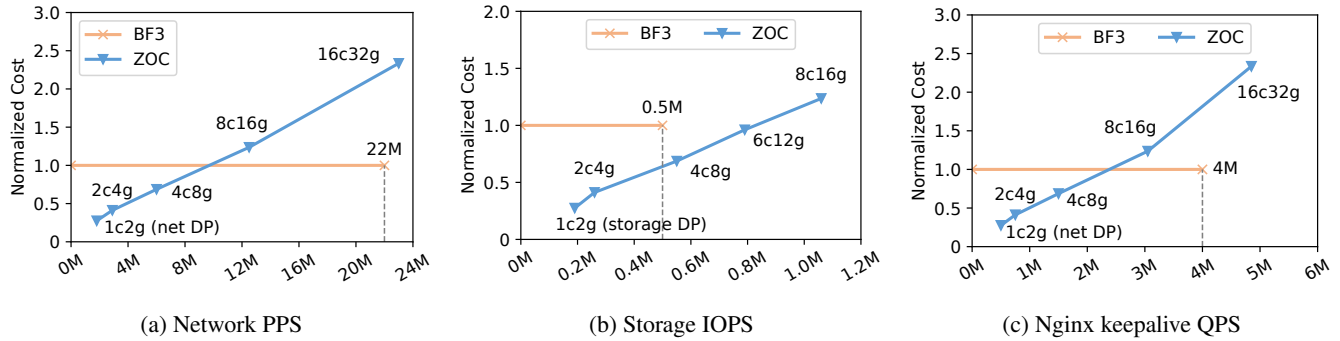 Normalized Cost
3.0
2.5
2.0
1.5
1.0
0.5
0
BF3
ZOC
16c32g
8c16g
22M
2c4g
4c8g
1c2g (net DP)
0M
4M
8M
12M
16M
20M
24M
(a) Network PPS
Normalized Cost
2.0
1.5
1.0
0.5
0
BF3
ZOC
8c16g
0.5M
6c12g
2c4g
4c8g
1c2g (storage DP)
0M
0.2M
0.4M
0.6M
0.8M
1.0M
1.2M
(b) Storage IOPS
Normalized Cost
3.0
2.5
2.0
1.5
1.0
0.5
0
BF3
ZOC
16c32g
8c16g
4M
2c4g
4c8g
1c2g (net DP)
0M
1M
2M
3M
4M
5M
6M
(c) Nginx keepalive QPS